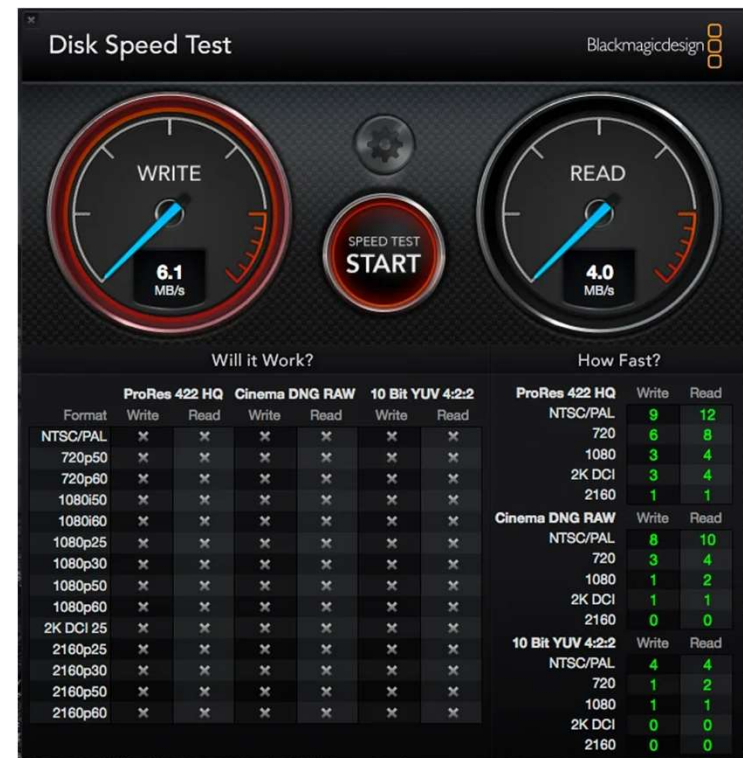 Disk Speed Test
Blackmagicdesign
WRITE
6.1
MB/s
SPEED TEST
START
READ
4.0
MB/s
Will it Work?
ProRes 422 HQ Cinema DNG RAW 10 Bit YUV 4:2:2
Format Write Read Write Read Write Read
NTSC/PAL
720p50
720p60
1080i50
1080i60
1080p25
1080p30
1080p50
1080p60
2K DCI 25
2160p25
2160p30
2160p50
2160p60
How Fast?
ProRes 422 HQ Write Read
NTSC/PAL 9 12
720 6 8
1080 3 4
2K DCI 3 4
2160 1 1
Cinema DNG RAW Write Read
NTSC/PAL 8 10
720 3 4
1080 1 2
2K DCI 1 1
2160 0 0
10 Bit YUV 4:2:2 Write Read
NTSC/PAL 4 4
720 1 2
1080 1 1
2K DCI 0 0
2160 0 0